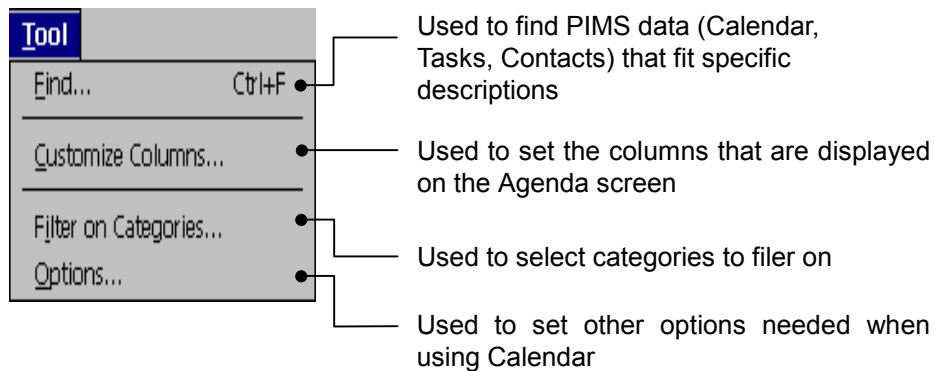 Tool
Find... Ctrl+F
Customize Columns...
Filter on Categories...
Options...
Used to find PIMS data (Calendar,
Tasks, Contacts) that fit specific
descriptions
Used to set the columns that are displayed
on the Agenda screen
Used to select categories to filer on
Used to set other options needed when
using Calendar